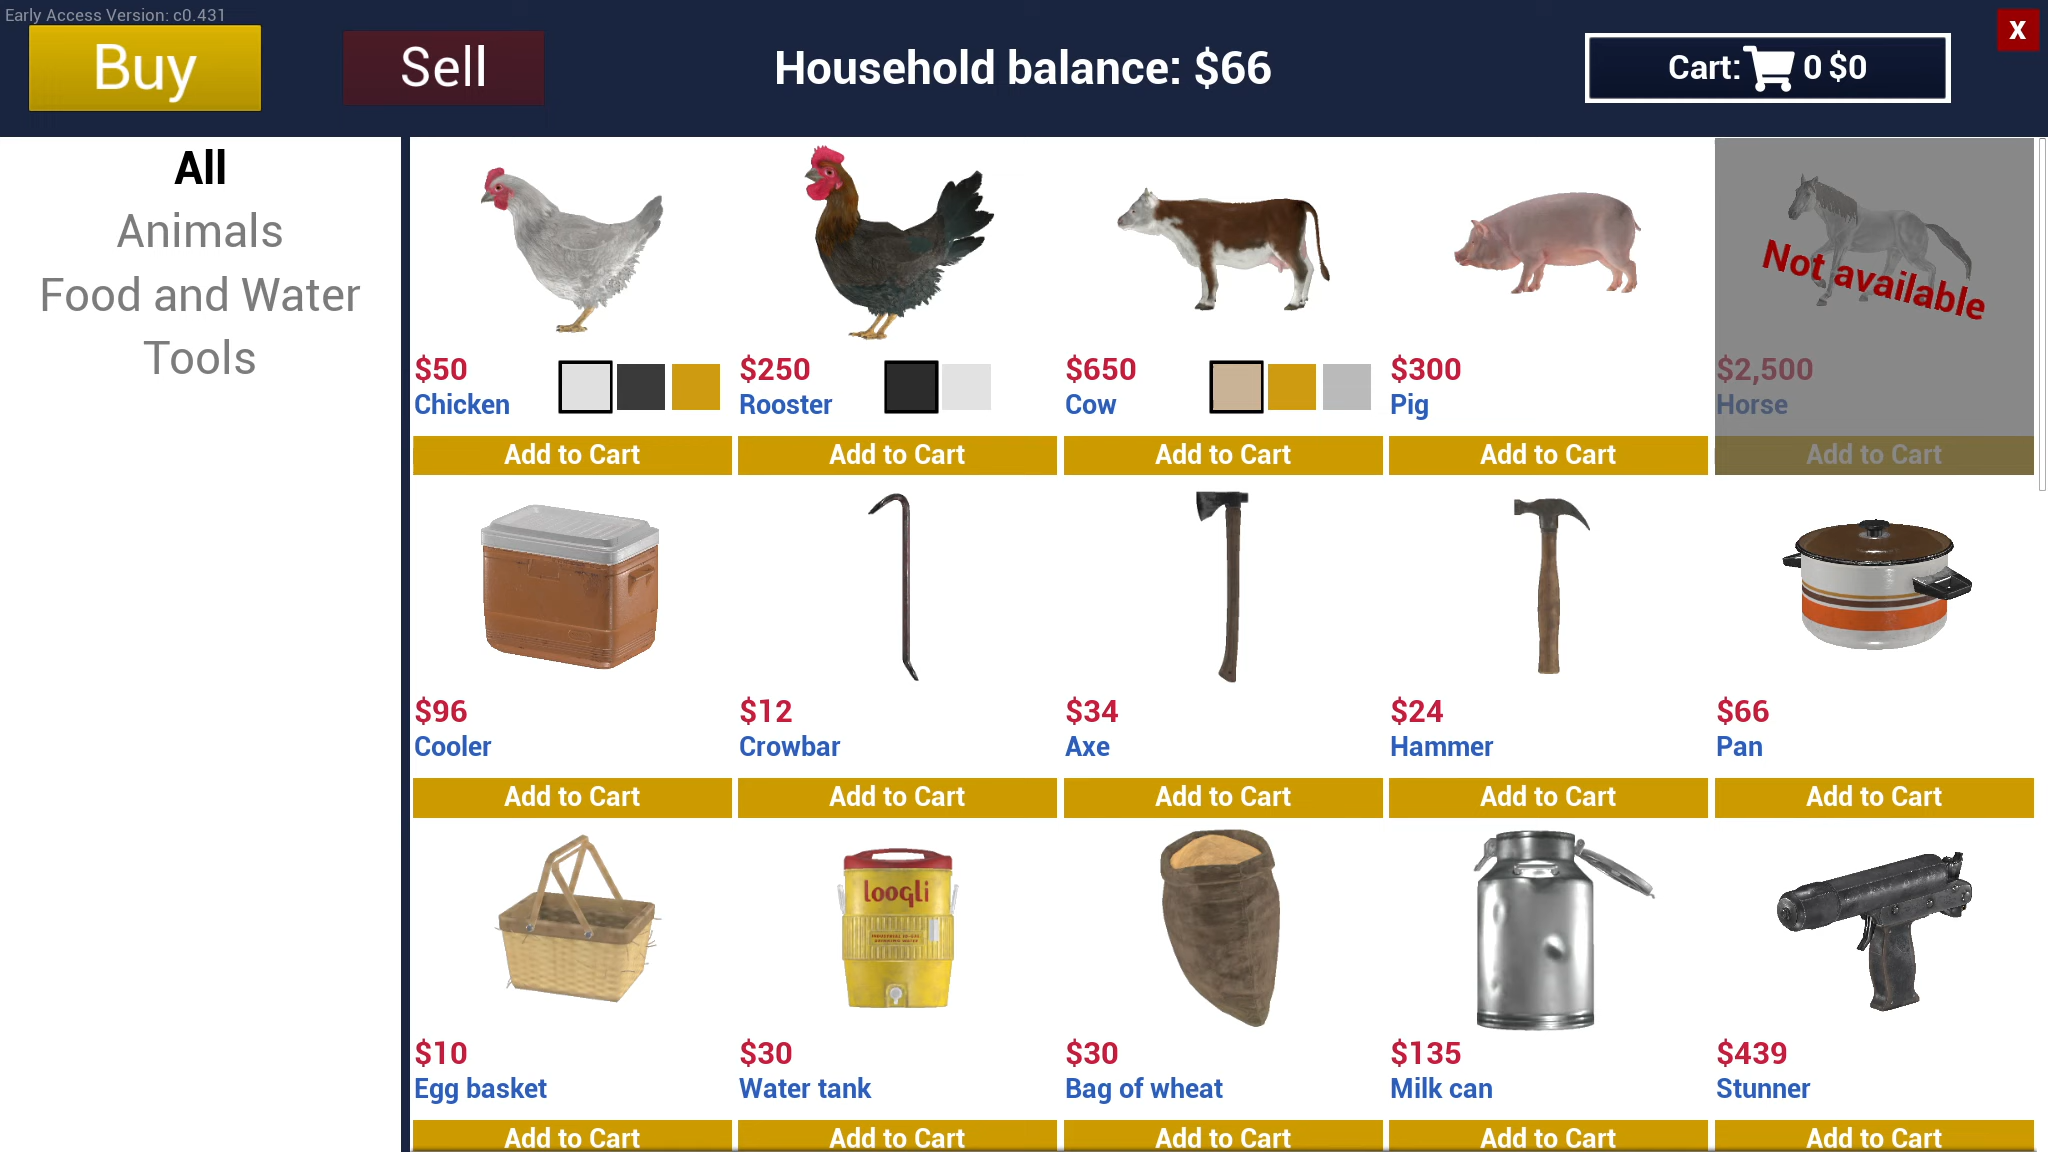 Early Access Version: c0.431
Buy
Sell
Household balance: $66
Cart: 0 $0
X
All
Animals
Food and Water
Tools
$50
Chicken
Add to Cart
$250
Rooster
Add to Cart
$650
Cow
Add to Cart
$300
Pig
Add to Cart
Not available
$2,500
Horse
Add to Cart
$96
Cooler
Add to Cart
$12
Crowbar
Add to Cart
$34
Axe
Add to Cart
$24
Hammer
Add to Cart
$66
Pan
Add to Cart
$10
Egg basket
Add to Cart
loogli
$30
Water tank
Add to Cart
$30
Bag of wheat
Add to Cart
$135
Milk can
Add to Cart
$439
Stunner
Add to Cart